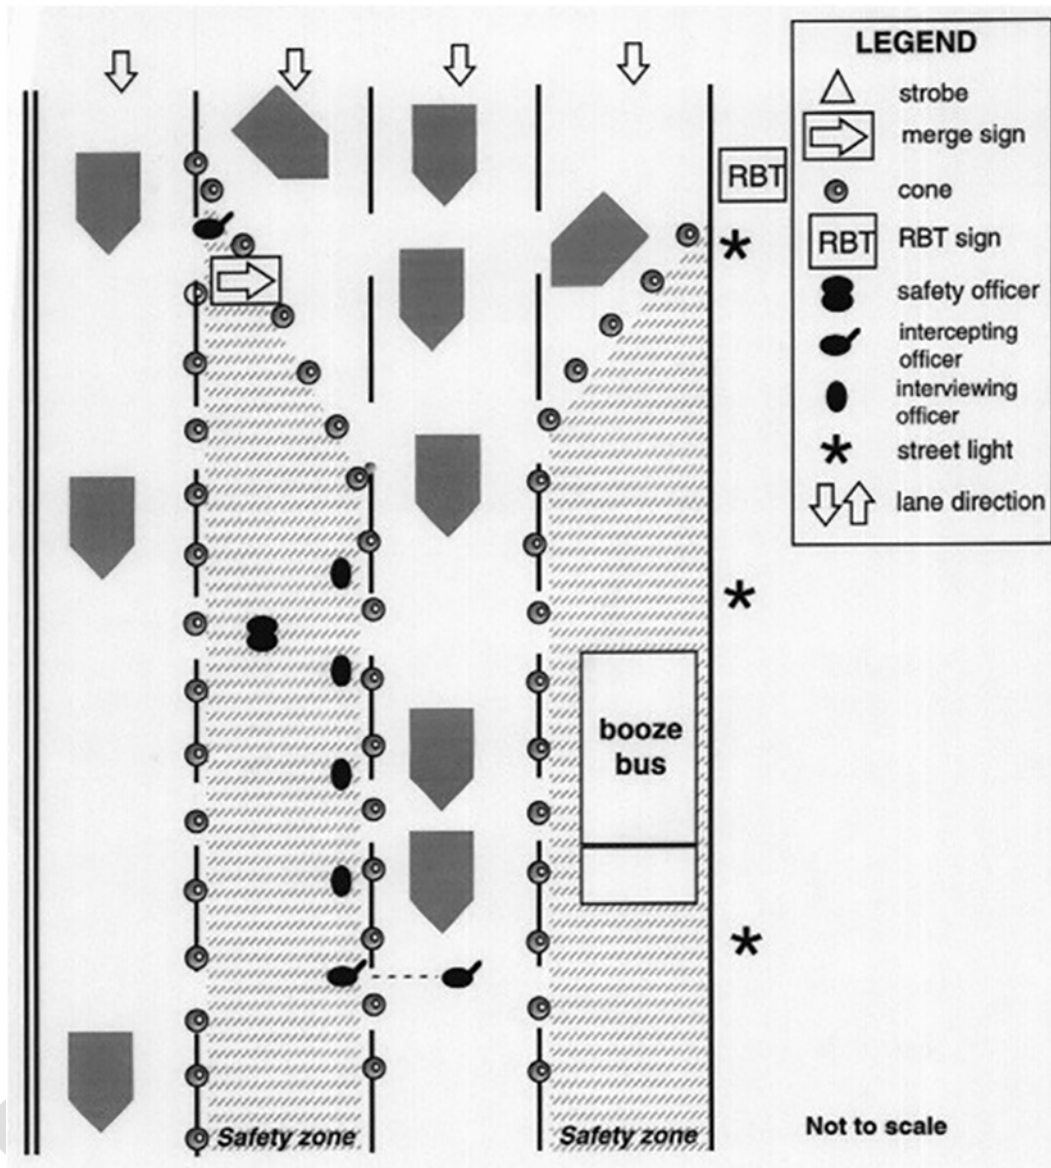 LEGEND
strobe
merge sign
cone
RBT
RBT
RBT sign
safety officer
intercepting
officer
interviewing
officer
street light
lane direction
booze
bus
Safety zone
Safety zone
Not to scale